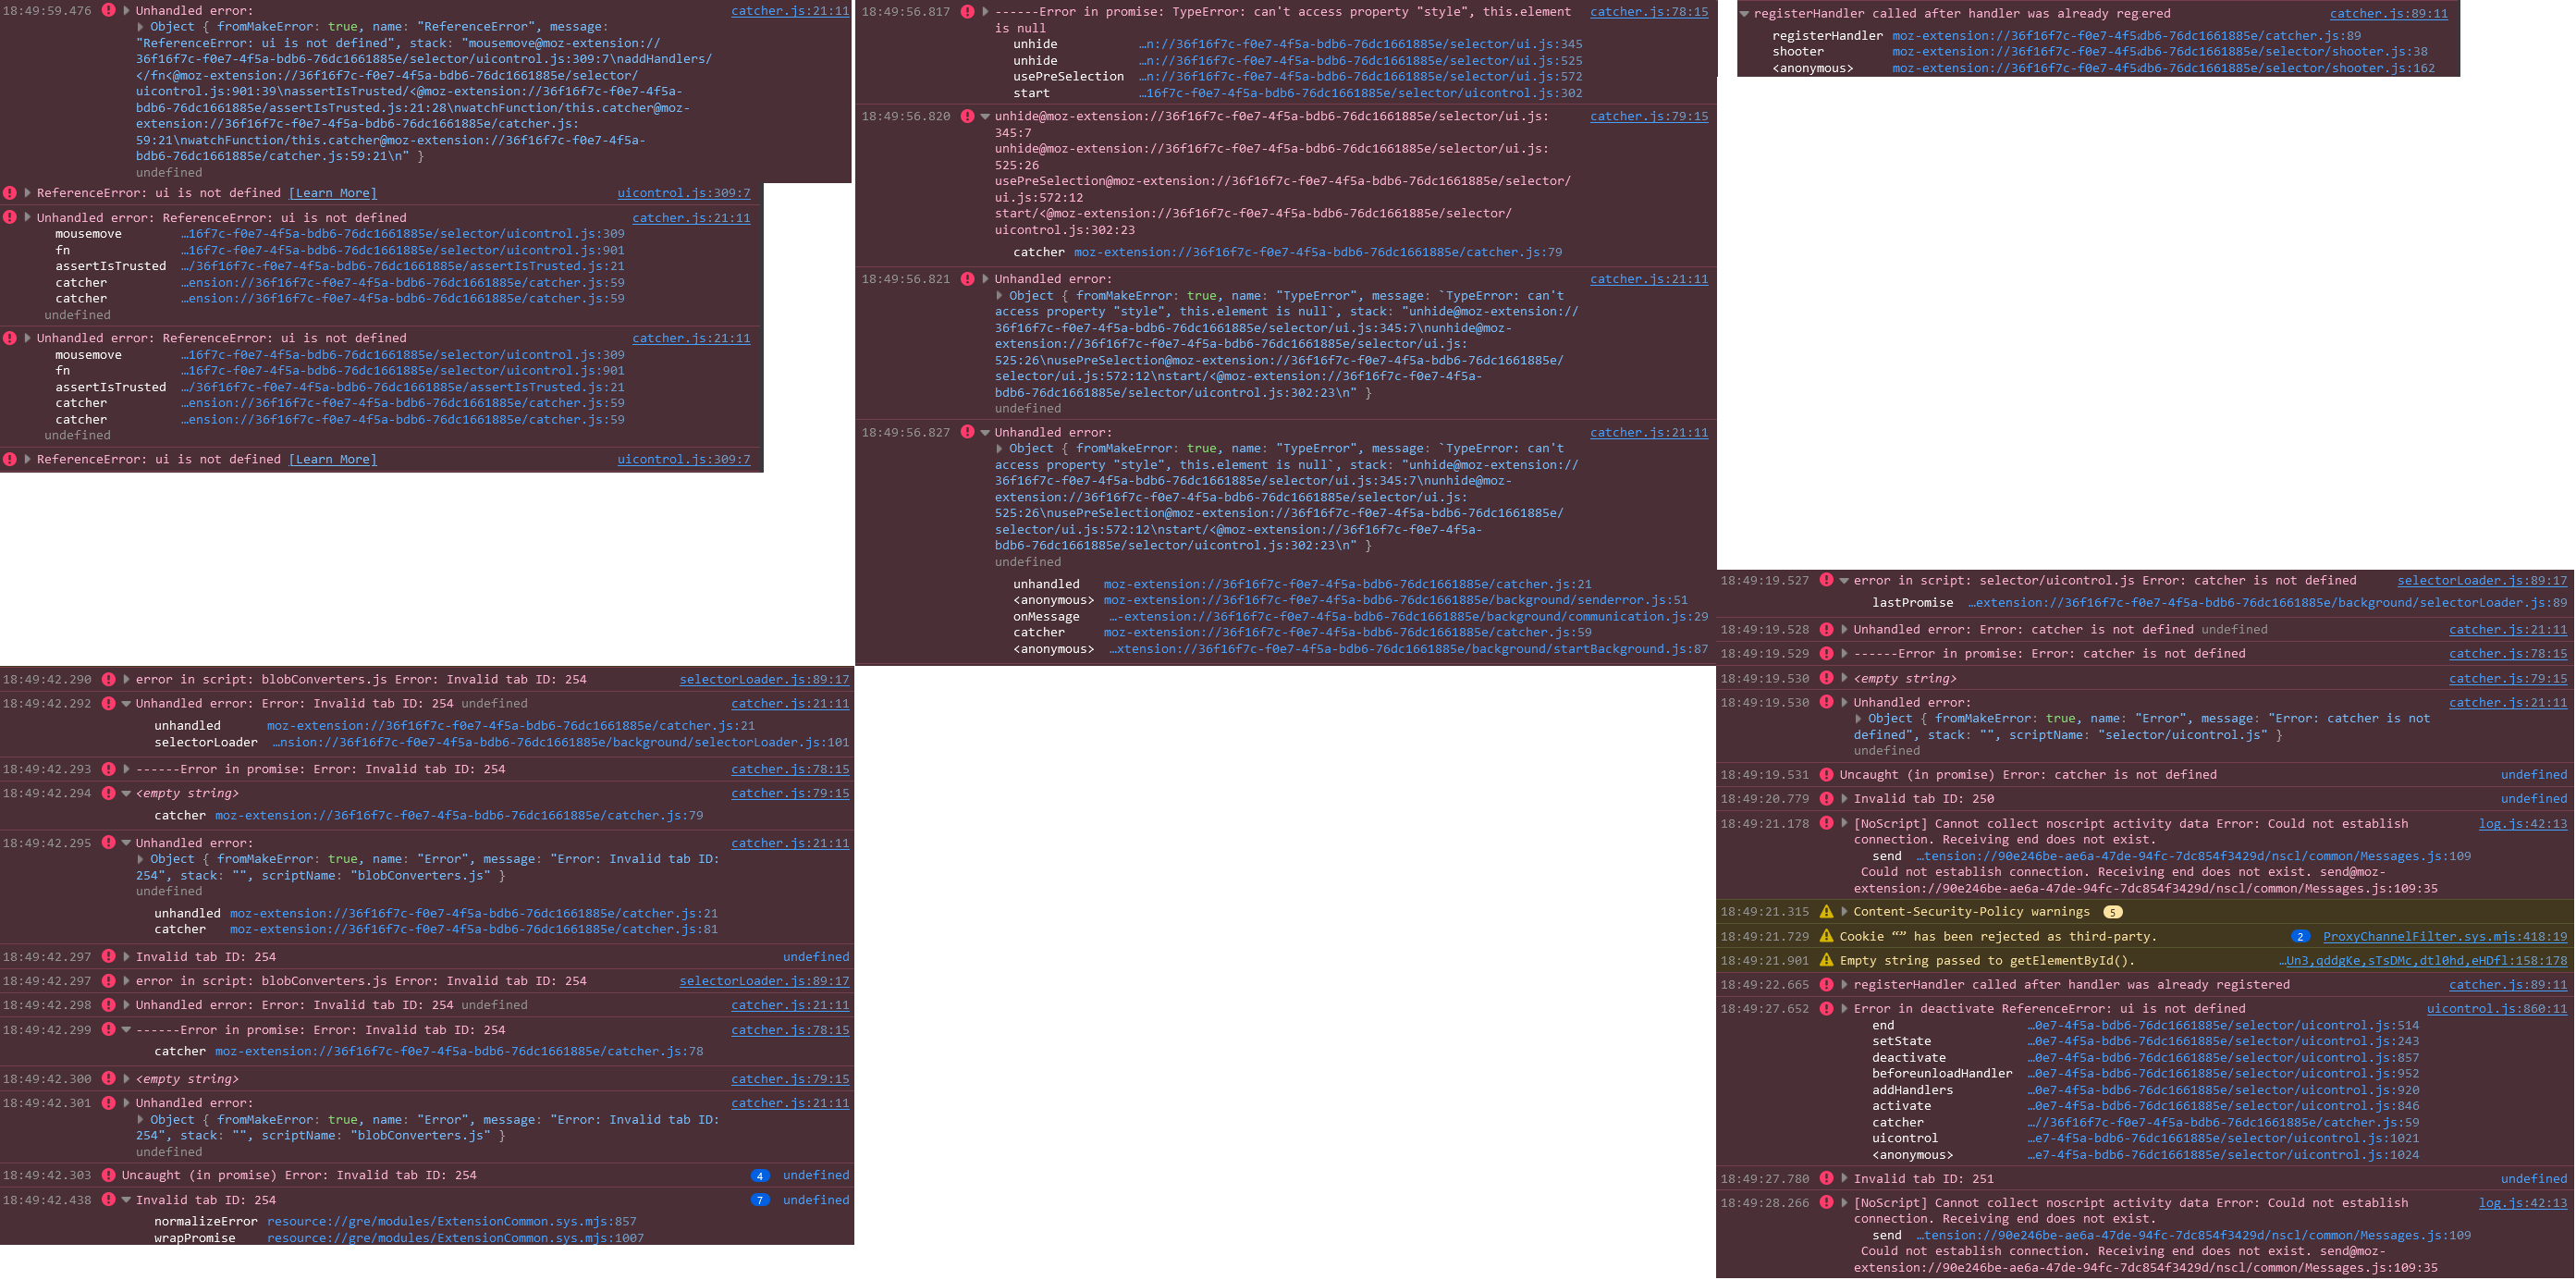 18:49:59.476 Unhandled error: catcher.js:21:11
Object { fromMakeError: true, name: "ReferenceError", message:
"ReferenceError: ui is not defined", stack: "mousemove@moz-extension://
36f16f7c-f0e7-4f5a-bdb6-76dc1661885e/selector/uicontrol.js:309:7\naddHandlers/
</fn<@moz-extension://36f16f7c-f0e7-4f5a-bdb6-76dc1661885e/selector/
uicontrol.js:901:39\nassertIsTrusted/<@moz-extension://36f16f7c-f0e7-4f5a-
bdb6-76dc1661885e/assertIsTrusted.js:21:28\nwatchFunction/this.catcher@moz-
extension://36f16f7c-f0e7-4f5a-bdb6-76dc1661885e/catcher.js:
59:21\nwatchFunction/this.catcher@moz-extension://36f16f7c-f0e7-4f5a-
bdb6-76dc1661885e/catcher.js:59:21\n" }
undefined
ReferenceError: ui is not defined [Learn More] uicontrol.js:309:7
Unhandled error: ReferenceError: ui is not defined catcher.js:21:11
mousemove …16f7c-f0e7-4f5a-bdb6-76dc1661885e/selector/uicontrol.js:309
fn …16f7c-f0e7-4f5a-bdb6-76dc1661885e/selector/uicontrol.js:901
assertIsTrusted …/36f16f7c-f0e7-4f5a-bdb6-76dc1661885e/assertIsTrusted.js:21
catcher …ension://36f16f7c-f0e7-4f5a-bdb6-76dc1661885e/catcher.js:59
catcher …ension://36f16f7c-f0e7-4f5a-bdb6-76dc1661885e/catcher.js:59
undefined
Unhandled error: ReferenceError: ui is not defined catcher.js:21:11
mousemove …16f7c-f0e7-4f5a-bdb6-76dc1661885e/selector/uicontrol.js:309
fn …16f7c-f0e7-4f5a-bdb6-76dc1661885e/selector/uicontrol.js:901
assertIsTrusted …/36f16f7c-f0e7-4f5a-bdb6-76dc1661885e/assertIsTrusted.js:21
catcher …ension://36f16f7c-f0e7-4f5a-bdb6-76dc1661885e/catcher.js:59
catcher …ension://36f16f7c-f0e7-4f5a-bdb6-76dc1661885e/catcher.js:59
undefined
ReferenceError: ui is not defined [Learn More] uicontrol.js:309:7
18:49:56.817 ------Error in promise: TypeError: can't access property "style", this.element catcher.js:78:15
is null
unhide …n://36f16f7c-f0e7-4f5a-bdb6-76dc1661885e/selector/ui.js:345
unhide …n://36f16f7c-f0e7-4f5a-bdb6-76dc1661885e/selector/ui.js:525
usePreSelection …n://36f16f7c-f0e7-4f5a-bdb6-76dc1661885e/selector/ui.js:572
start …16f7c-f0e7-4f5a-bdb6-76dc1661885e/selector/uicontrol.js:302
18:49:56.820 unhide@moz-extension://36f16f7c-f0e7-4f5a-bdb6-76dc1661885e/selector/ui.js: catcher.js:79:15
345:7
unhide@moz-extension://36f16f7c-f0e7-4f5a-bdb6-76dc1661885e/selector/ui.js:
525:26
usePreSelection@moz-extension://36f16f7c-f0e7-4f5a-bdb6-76dc1661885e/selector/
ui.js:572:12
start/<@moz-extension://36f16f7c-f0e7-4f5a-bdb6-76dc1661885e/selector/
uicontrol.js:302:23
catcher moz-extension://36f16f7c-f0e7-4f5a-bdb6-76dc1661885e/catcher.js:79
18:49:56.821 Unhandled error: catcher.js:21:11
Object { fromMakeError: true, name: "TypeError", message: `TypeError: can't
access property "style", this.element is null`, stack: "unhide@moz-extension://
36f16f7c-f0e7-4f5a-bdb6-76dc1661885e/selector/ui.js:345:7\nunhide@moz-
extension://36f16f7c-f0e7-4f5a-bdb6-76dc1661885e/selector/ui.js:
525:26\nusePreSelection@moz-extension://36f16f7c-f0e7-4f5a-bdb6-76dc1661885e/
selector/ui.js:572:12\nstart/<@moz-extension://36f16f7c-f0e7-4f5a-
bdb6-76dc1661885e/selector/uicontrol.js:302:23\n" }
undefined
18:49:56.827 Unhandled error: catcher.js:21:11
Object { fromMakeError: true, name: "TypeError", message: `TypeError: can't
access property "style", this.element is null`, stack: "unhide@moz-extension://
36f16f7c-f0e7-4f5a-bdb6-76dc1661885e/selector/ui.js:345:7\nunhide@moz-
extension://36f16f7c-f0e7-4f5a-bdb6-76dc1661885e/selector/ui.js:
525:26\nusePreSelection@moz-extension://36f16f7c-f0e7-4f5a-bdb6-76dc1661885e/
selector/ui.js:572:12\nstart/<@moz-extension://36f16f7c-f0e7-4f5a-
bdb6-76dc1661885e/selector/uicontrol.js:302:23\n" }
undefined
unhandled moz-extension://36f16f7c-f0e7-4f5a-bdb6-76dc1661885e/catcher.js:21
<anonymous> moz-extension://36f16f7c-f0e7-4f5a-bdb6-76dc1661885e/background/senderror.js:51
onMessage …-extension://36f16f7c-f0e7-4f5a-bdb6-76dc1661885e/background/communication.js:29
catcher moz-extension://36f16f7c-f0e7-4f5a-bdb6-76dc1661885e/catcher.js:59
<anonymous> …xtension://36f16f7c-f0e7-4f5a-bdb6-76dc1661885e/background/startBackground.js:87
registerHandler called after handler was already registered catcher.js:89:11
registerHandler moz-extension://36f16f7c-f0e7-4f5a-bdb6-76dc1661885e/catcher.js:89
shooter moz-extension://36f16f7c-f0e7-4f5a-bdb6-76dc1661885e/selector/shooter.js:38
<anonymous> moz-extension://36f16f7c-f0e7-4f5a-bdb6-76dc1661885e/selector/shooter.js:162
18:49:42.290 error in script: blobConverters.js Error: Invalid tab ID: 254 selectorLoader.js:89:17
18:49:42.292 Unhandled error: Error: Invalid tab ID: 254 undefined catcher.js:21:11
unhandled moz-extension://36f16f7c-f0e7-4f5a-bdb6-76dc1661885e/catcher.js:21
selectorLoader …nsion://36f16f7c-f0e7-4f5a-bdb6-76dc1661885e/background/selectorLoader.js:101
18:49:42.293 ------Error in promise: Error: Invalid tab ID: 254 catcher.js:78:15
18:49:42.294 <empty string> catcher.js:79:15
catcher moz-extension://36f16f7c-f0e7-4f5a-bdb6-76dc1661885e/catcher.js:79
18:49:42.295 Unhandled error: catcher.js:21:11
Object { fromMakeError: true, name: "Error", message: "Error: Invalid tab ID:
254", stack: "", scriptName: "blobConverters.js" }
undefined
unhandled moz-extension://36f16f7c-f0e7-4f5a-bdb6-76dc1661885e/catcher.js:21
catcher moz-extension://36f16f7c-f0e7-4f5a-bdb6-76dc1661885e/catcher.js:81
18:49:42.297 Invalid tab ID: 254 undefined
18:49:42.297 error in script: blobConverters.js Error: Invalid tab ID: 254 selectorLoader.js:89:17
18:49:42.298 Unhandled error: Error: Invalid tab ID: 254 undefined catcher.js:21:11
18:49:42.299 ------Error in promise: Error: Invalid tab ID: 254 catcher.js:78:15
catcher moz-extension://36f16f7c-f0e7-4f5a-bdb6-76dc1661885e/catcher.js:78
18:49:42.300 <empty string> catcher.js:79:15
18:49:42.301 Unhandled error: catcher.js:21:11
Object { fromMakeError: true, name: "Error", message: "Error: Invalid tab ID:
254", stack: "", scriptName: "blobConverters.js" }
undefined
18:49:42.303 Uncaught (in promise) Error: Invalid tab ID: 254 4 undefined
18:49:42.438 Invalid tab ID: 254 7 undefined
normalizeError resource://gre/modules/ExtensionCommon.sys.mjs:857
wrapPromise resource://gre/modules/ExtensionCommon.sys.mjs:1007
18:49:19.527 error in script: selector/uicontrol.js Error: catcher is not defined selectorLoader.js:89:17
lastPromise …extension://36f16f7c-f0e7-4f5a-bdb6-76dc1661885e/background/selectorLoader.js:89
18:49:19.528 Unhandled error: Error: catcher is not defined undefined catcher.js:21:11
18:49:19.529 ------Error in promise: Error: catcher is not defined catcher.js:78:15
18:49:19.530 <empty string> catcher.js:79:15
18:49:19.530 Unhandled error: catcher.js:21:11
Object { fromMakeError: true, name: "Error", message: "Error: catcher is not
defined", stack: "", scriptName: "selector/uicontrol.js" }
undefined
18:49:19.531 Uncaught (in promise) Error: catcher is not defined undefined
18:49:20.779 Invalid tab ID: 250 undefined
18:49:21.178 [NoScript] Cannot collect noscript activity data Error: Could not establish log.js:42:13
connection. Receiving end does not exist.
send …tension://90e246be-ae6a-47de-94fc-7dc854f3429d/nscl/common/Messages.js:109
Could not establish connection. Receiving end does not exist. send@moz-
extension://90e246be-ae6a-47de-94fc-7dc854f3429d/nscl/common/Messages.js:109:35
18:49:21.315 Content-Security-Policy warnings 5
18:49:21.729 Cookie “” has been rejected as third-party. 2 ProxyChannelFilter.sys.mjs:418:19
18:49:21.901 Empty string passed to getElementById(). …Un3,qddgKe,sTsDMc,dtl0hd,eHDfl:158:178
18:49:22.665 registerHandler called after handler was already registered catcher.js:89:11
18:49:27.652 Error in deactivate ReferenceError: ui is not defined uicontrol.js:860:11
end …0e7-4f5a-bdb6-76dc1661885e/selector/uicontrol.js:514
setState …0e7-4f5a-bdb6-76dc1661885e/selector/uicontrol.js:243
deactivate …0e7-4f5a-bdb6-76dc1661885e/selector/uicontrol.js:857
beforeunloadHandler …0e7-4f5a-bdb6-76dc1661885e/selector/uicontrol.js:952
addHandlers …0e7-4f5a-bdb6-76dc1661885e/selector/uicontrol.js:920
activate …0e7-4f5a-bdb6-76dc1661885e/selector/uicontrol.js:846
catcher …//36f16f7c-f0e7-4f5a-bdb6-76dc1661885e/catcher.js:59
uicontrol …e7-4f5a-bdb6-76dc1661885e/selector/uicontrol.js:1021
<anonymous> …e7-4f5a-bdb6-76dc1661885e/selector/uicontrol.js:1024
18:49:27.780 Invalid tab ID: 251 undefined
18:49:28.266 [NoScript] Cannot collect noscript activity data Error: Could not establish log.js:42:13
connection. Receiving end does not exist.
send …tension://90e246be-ae6a-47de-94fc-7dc854f3429d/nscl/common/Messages.js:109
Could not establish connection. Receiving end does not exist. send@moz-
extension://90e246be-ae6a-47de-94fc-7dc854f3429d/nscl/common/Messages.js:109:35